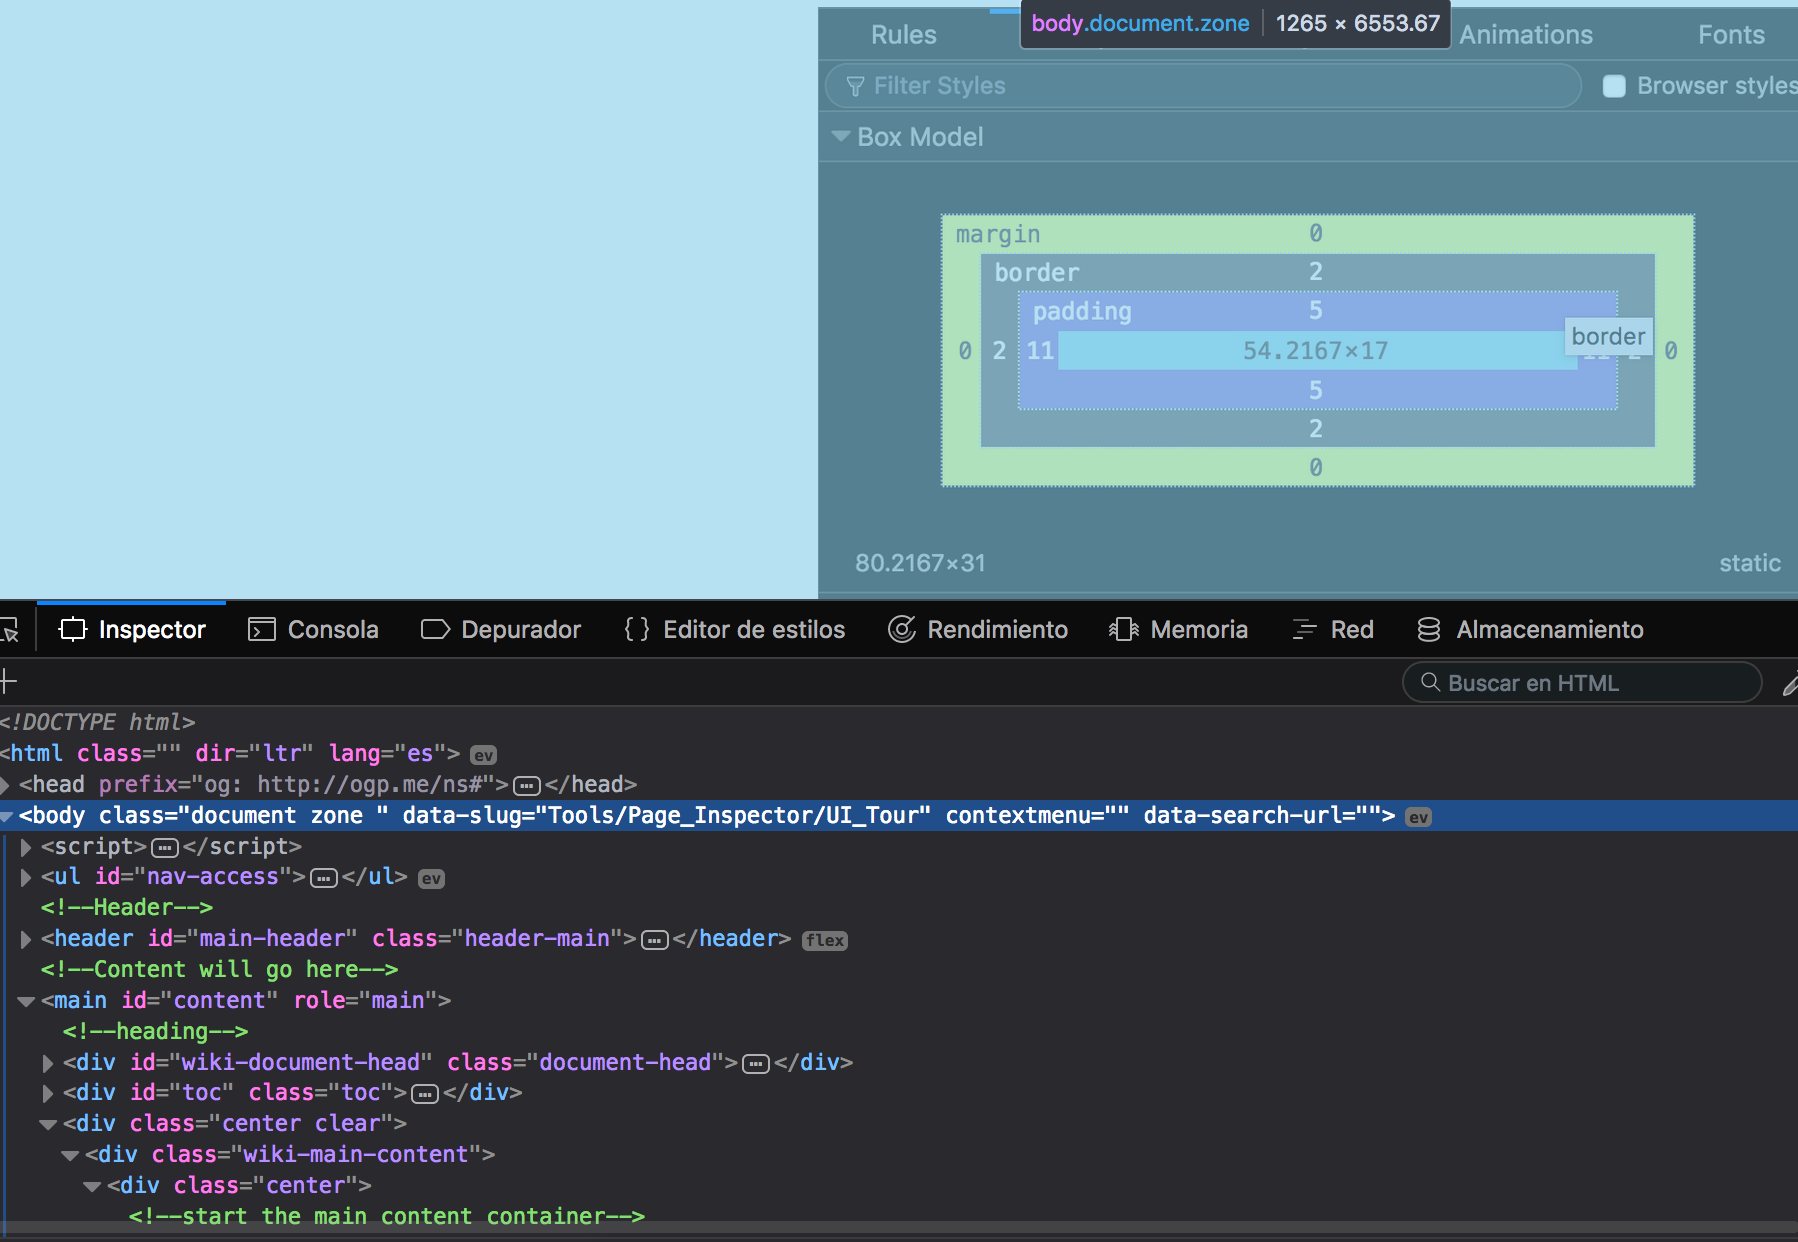 body.document.zone 1265 × 6553.67
Rules Animations Fonts
Filter Styles Browser styles
Box Model
margin 0
border 2
padding 5
0 2 11 54.2167×17 border 0
5
2
0
80.2167×31 static
Inspector Consola Depurador Editor de estilos Rendimiento Memoria Red Almacenamiento
Buscar en HTML
<!DOCTYPE html>
<html class="" dir="ltr" lang="es"> ev
<head prefix="og: http://ogp.me/ns#">…</head>
<body class="document zone " data-slug="Tools/Page_Inspector/UI_Tour" contextmenu="" data-search-url=""> ev
<script>…</script>
<ul id="nav-access">…</ul> ev
<!--Header-->
<header id="main-header" class="header-main">…</header> flex
<!--Content will go here-->
<main id="content" role="main">
<!--heading-->
<div id="wiki-document-head" class="document-head">…</div>
<div id="toc" class="toc">…</div>
<div class="center clear">
<div class="wiki-main-content">
<div class="center">
<!--start the main content container-->